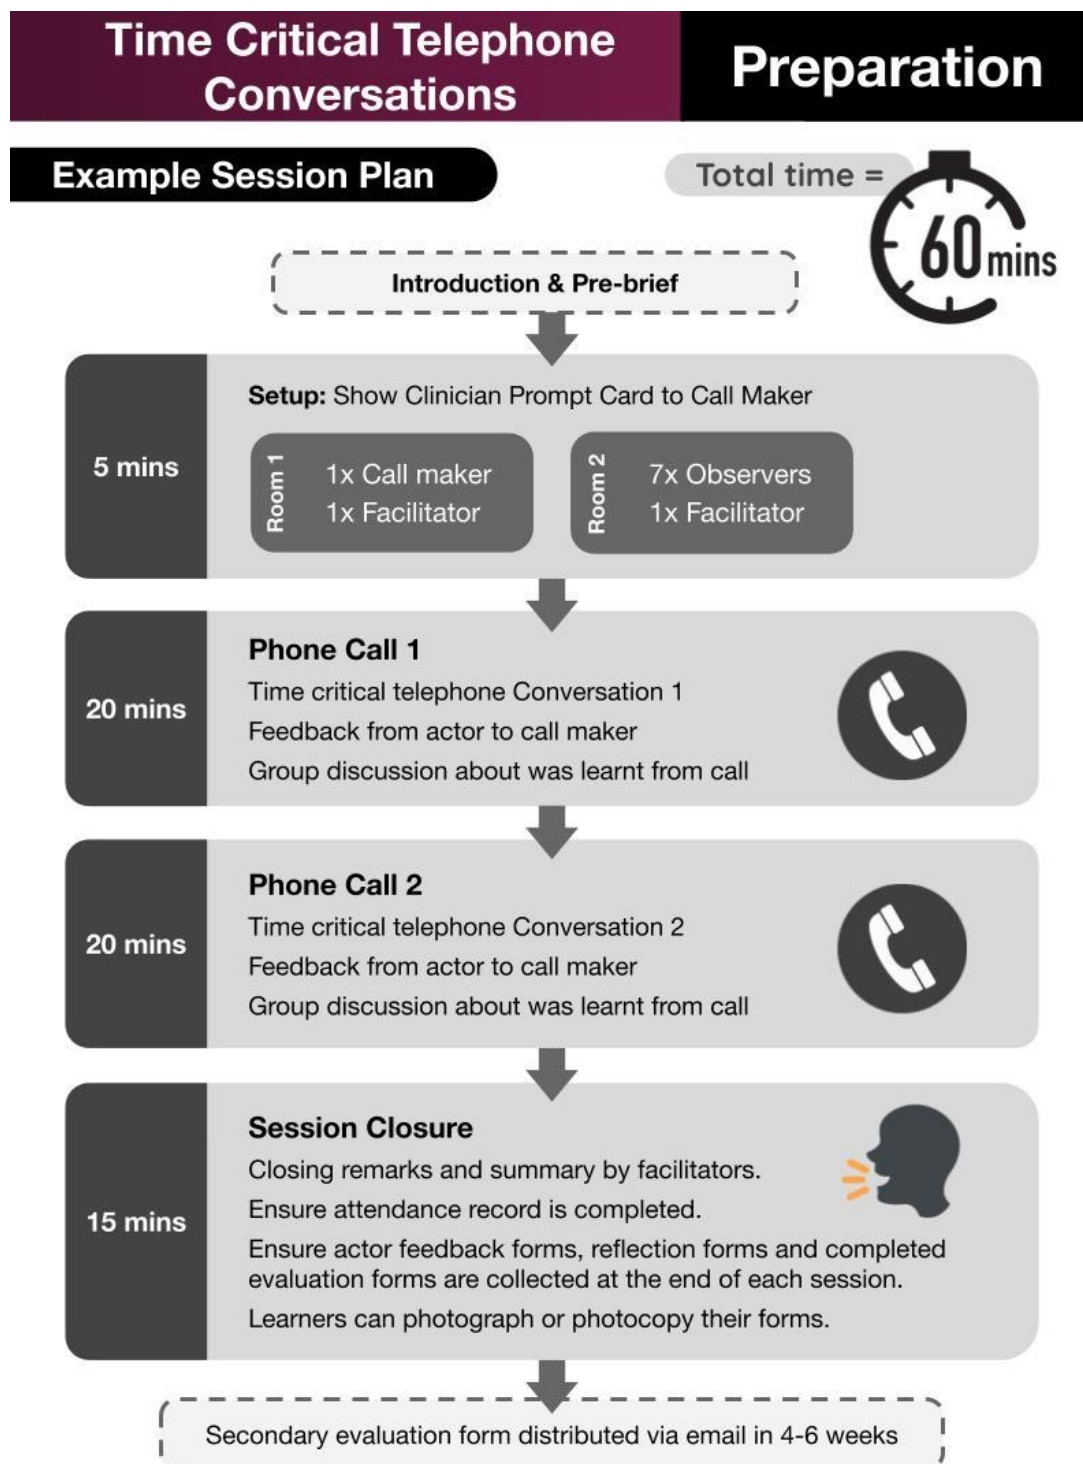 Time Critical Telephone
Conversations
Preparation
Example Session Plan
Total time =
60 mins
Introduction & Pre-brief
5 mins
Setup: Show Clinician Prompt Card to Call Maker
Room 1
1x Call maker
1x Facilitator
Room 2
7x Observers
1x Facilitator
20 mins
Phone Call 1
Time critical telephone Conversation 1
Feedback from actor to call maker
Group discussion about was learnt from call
20 mins
Phone Call 2
Time critical telephone Conversation 2
Feedback from actor to call maker
Group discussion about was learnt from call
15 mins
Session Closure
Closing remarks and summary by facilitators.
Ensure attendance record is completed.
Ensure actor feedback forms, reflection forms and completed
evaluation forms are collected at the end of each session.
Learners can photograph or photocopy their forms.
Secondary evaluation form distributed via email in 4-6 weeks